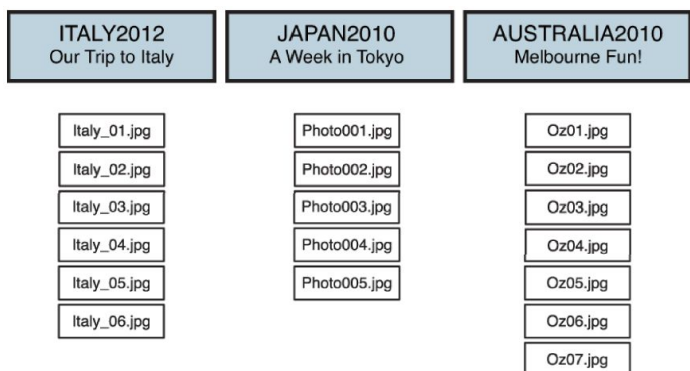 ITALY2012
Our Trip to Italy
Italy_01.jpg
Italy_02.jpg
Italy_03.jpg
Italy_04.jpg
Italy_05.jpg
Italy_06.jpg
JAPAN2010
A Week in Tokyo
Photo001.jpg
Photo002.jpg
Photo003.jpg
Photo004.jpg
Photo005.jpg
AUSTRALIA2010
Melbourne Fun!
Oz01.jpg
Oz02.jpg
Oz03.jpg
Oz04.jpg
Oz05.jpg
Oz06.jpg
Oz07.jpg